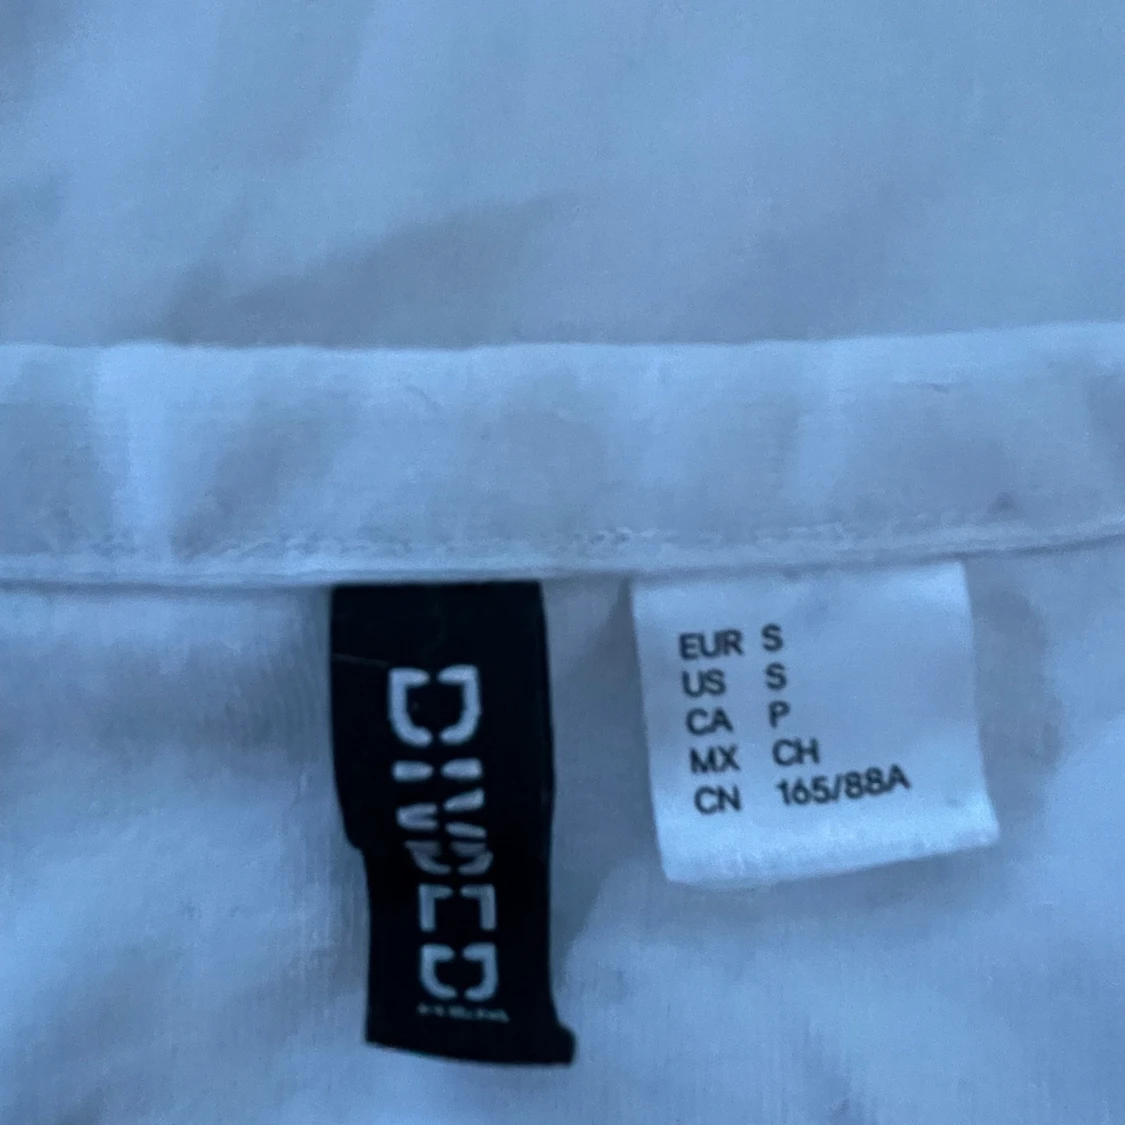 DIVIDED
EUR S
US S
CA P
MX CH
CN 165/88A